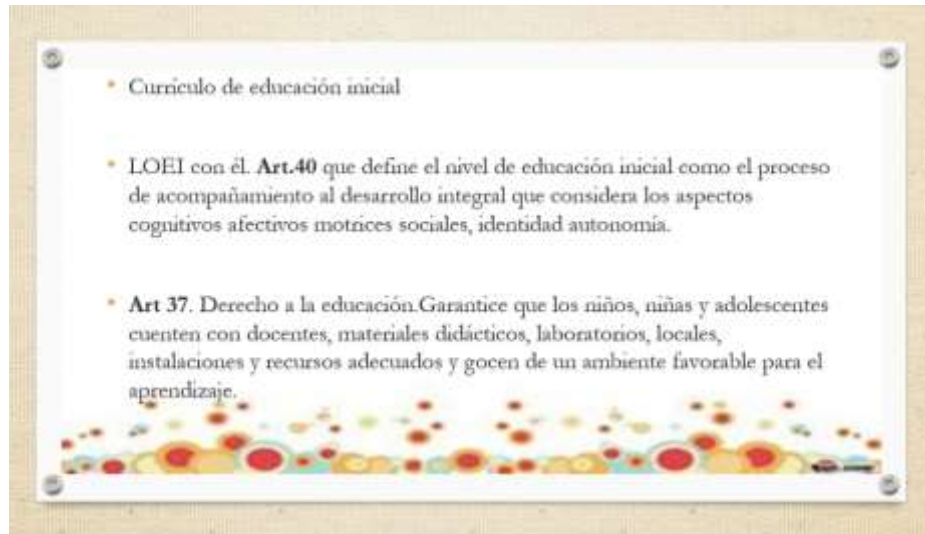 Curriculo de educación inicial
LOEI con él. Art.40 que define el nivel de educación inicial como el proceso
de acompañamiento al desarrollo integral que considera los aspectos
cognitivos afectivos motrices sociales, identidad autonomía.
Art 37. Derecho a la educación.Garantice que los niños, niñas y adolescentes
cuenten con docentes, materiales didácticos, laboratorios, locales,
instalaciones y recursos adecuados y gocen de un ambiente favorable para el
aprendizaje.